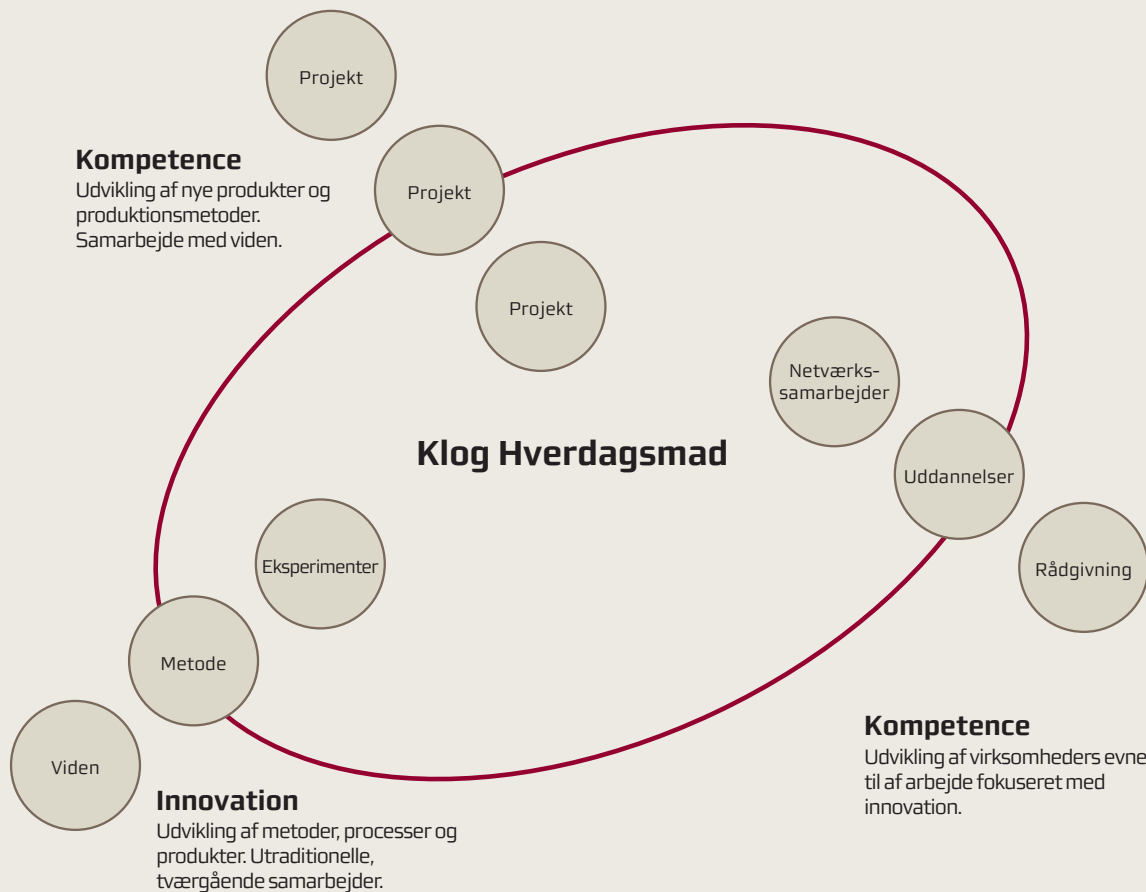 Projekt
Kompetence
Udvikling af nye produkter og
produktionsmetoder.
Samarbejde med viden.
Projekt
Projekt
Netværks-
samarbejder
Klog Hverdagsmad
Uddannelser
Eksperimenter
Rådgivning
Metode
Viden
Kompetence
Udvikling af virksomheders evne
til af arbejde fokuseret med
innovation.
Innovation
Udvikling af metoder, processer og
produkter. Utraditionelle,
tværgående samarbejder.